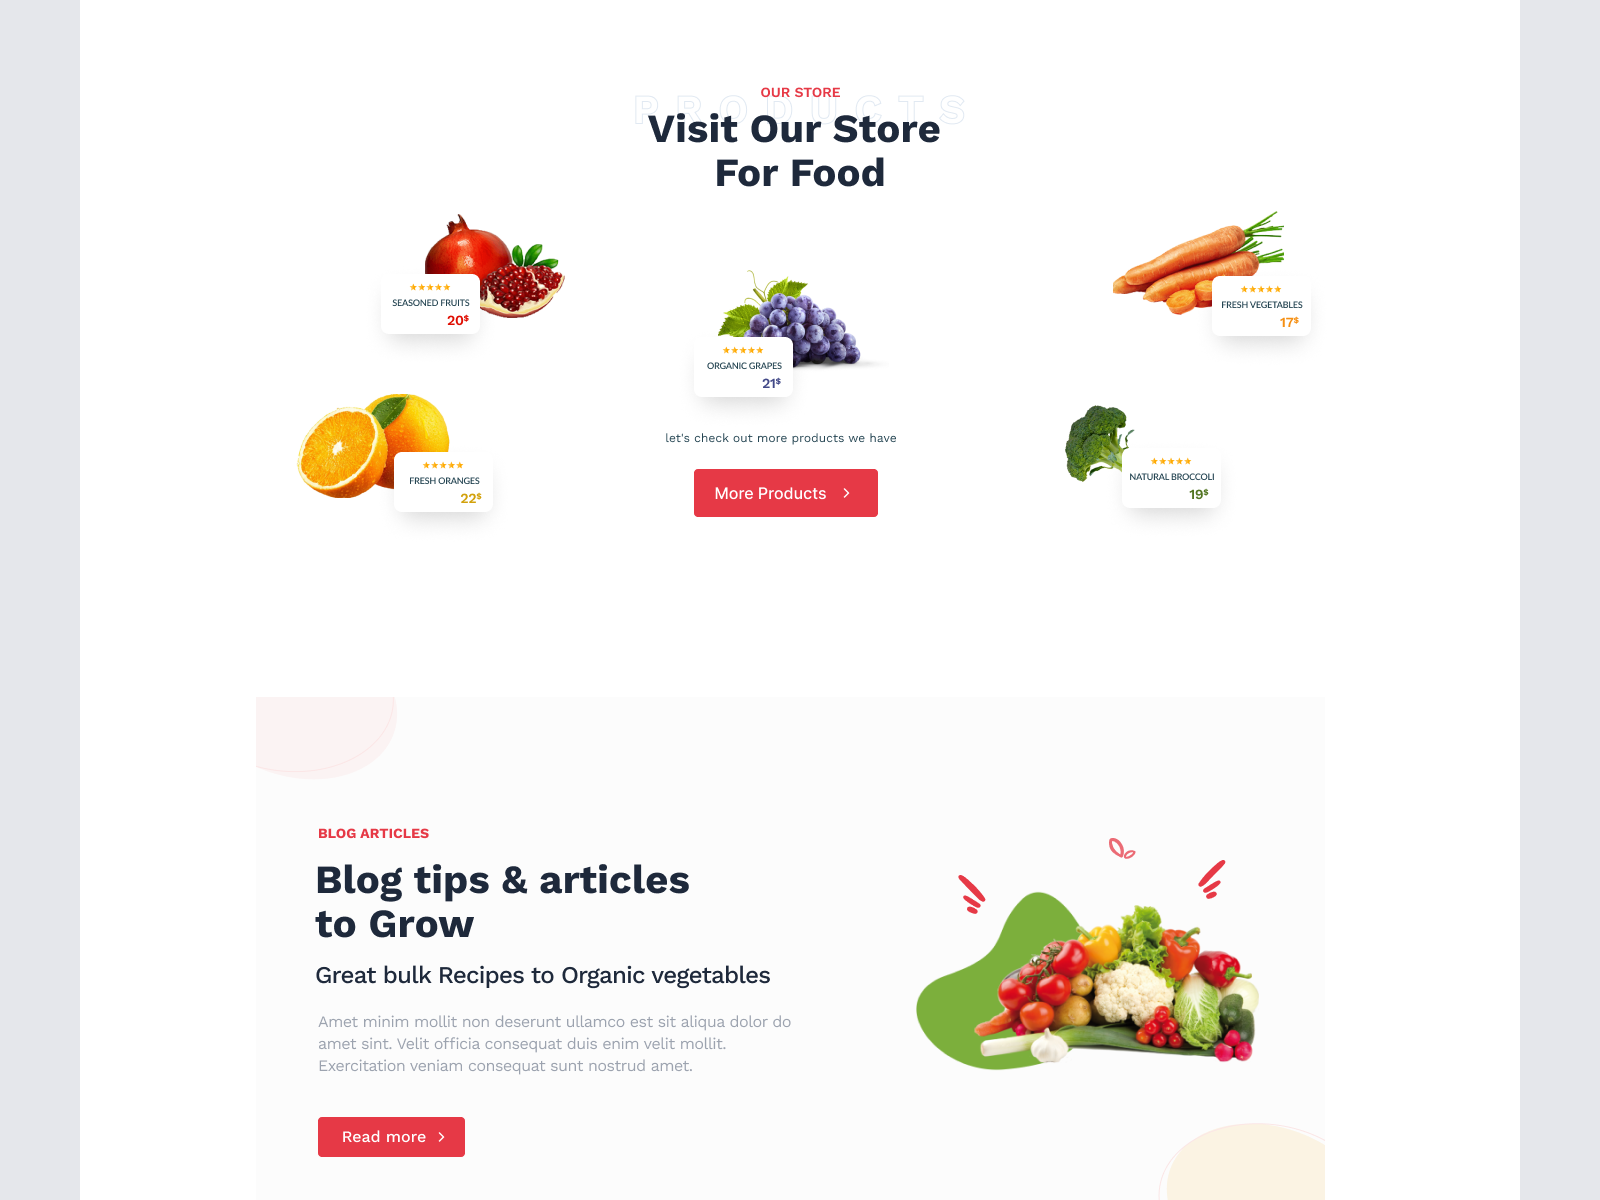 OUR STORE
PRODUCTS
Visit Our Store
For Food
SEASONED FRUITS
20$
ORGANIC GRAPES
21$
FRESH VEGETABLES
17$
FRESH ORANGES
22$
NATURAL BROCCOLI
19$
let's check out more products we have
More Products
BLOG ARTICLES
Blog tips & articles
to Grow
Great bulk Recipes to Organic vegetables
Amet minim mollit non deserunt ullamco est sit aliqua dolor do
amet sint. Velit officia consequat duis enim velit mollit.
Exercitation veniam consequat sunt nostrud amet.
Read more